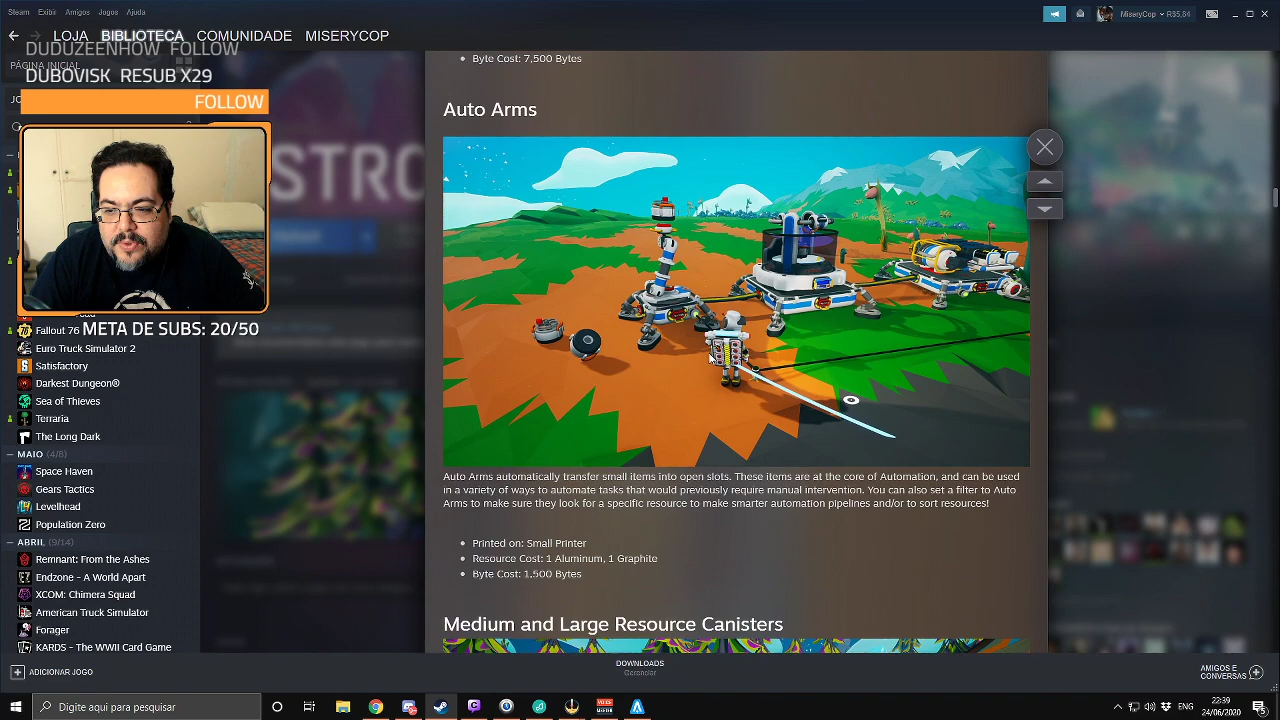 Steam Exibir Amigos Jogos Ajuda
MiseryCop
R$5,84
LOJA BIBLIOTECA COMUNIDADE MISERYCOP
DUDUZEENHOW FOLLOW
PÁGINA INICIAL
DUBOVISK RESUB X29
FOLLOW
META DE SUBS: 20/50
Fallout 76
Euro Truck Simulator 2
Satisfactory
Darkest Dungeon®
Sea of Thieves
Terraria
The Long Dark
MAIO (4/8)
Space Haven
Gears Tactics
Levelhead
Population Zero
ABRIL (9/14)
Remnant: From the Ashes
Endzone - A World Apart
XCOM: Chimera Squad
American Truck Simulator
Forager
KARDS - The WWII Card Game
Byte Cost: 7,500 Bytes
Auto Arms
Auto Arms automatically transfer small items into open slots. These items are at the core of Automation, and can be used
in a variety of ways to automate tasks that would previously require manual intervention. You can also set a filter to Auto
Arms to make sure they look for a specific resource to make smarter automation pipelines and/or to sort resources!
Printed on: Small Printer
Resource Cost: 1 Aluminum, 1 Graphite
Byte Cost: 1,500 Bytes
Medium and Large Resource Canisters
ADICIONAR JOGO
DOWNLOADS
Gerenciar
AMIGOS E
CONVERSAS
Digite aqui para pesquisar
ENG
22:39
24/06/2020